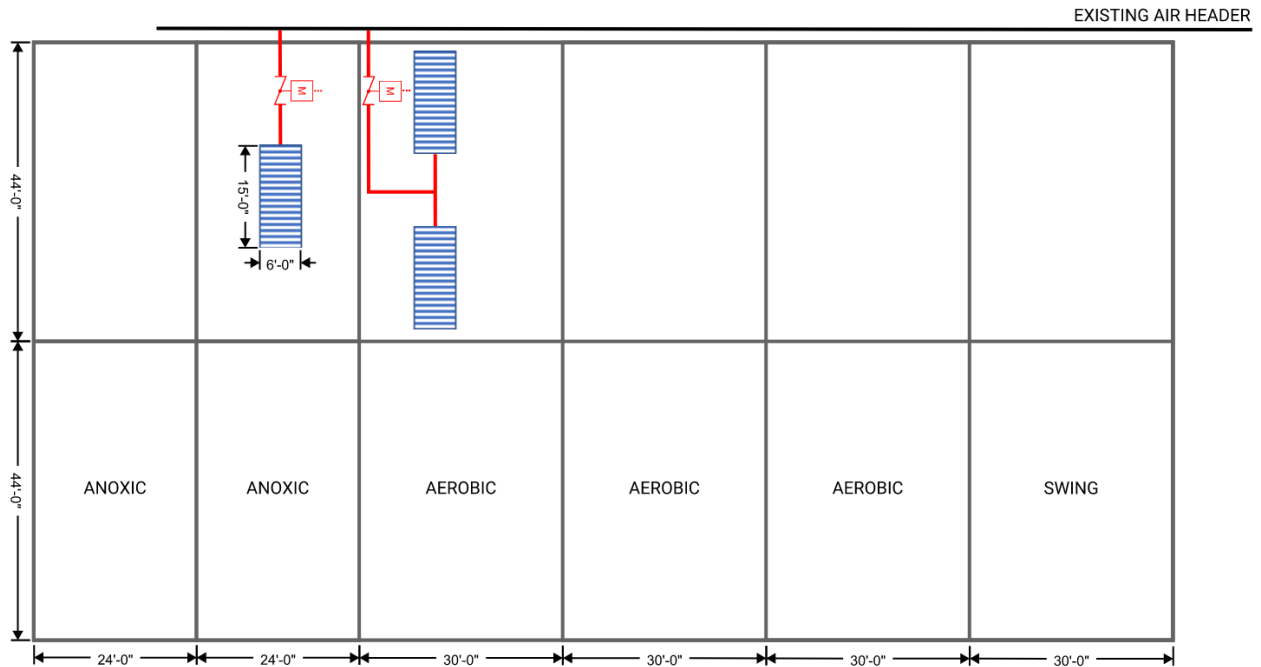 EXISTING AIR HEADER
44'-0"
M
M
15'-0"
6'-0"
44'-0"
ANOXIC
ANOXIC
AEROBIC
AEROBIC
AEROBIC
SWING
24'-0"
24'-0"
30'-0"
30'-0"
30'-0"
30'-0"